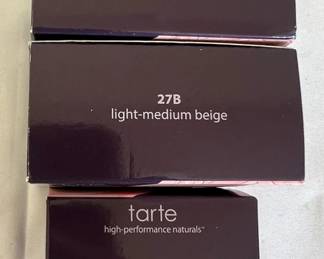 27B
light-medium beige
tarte
high-performance naturals™